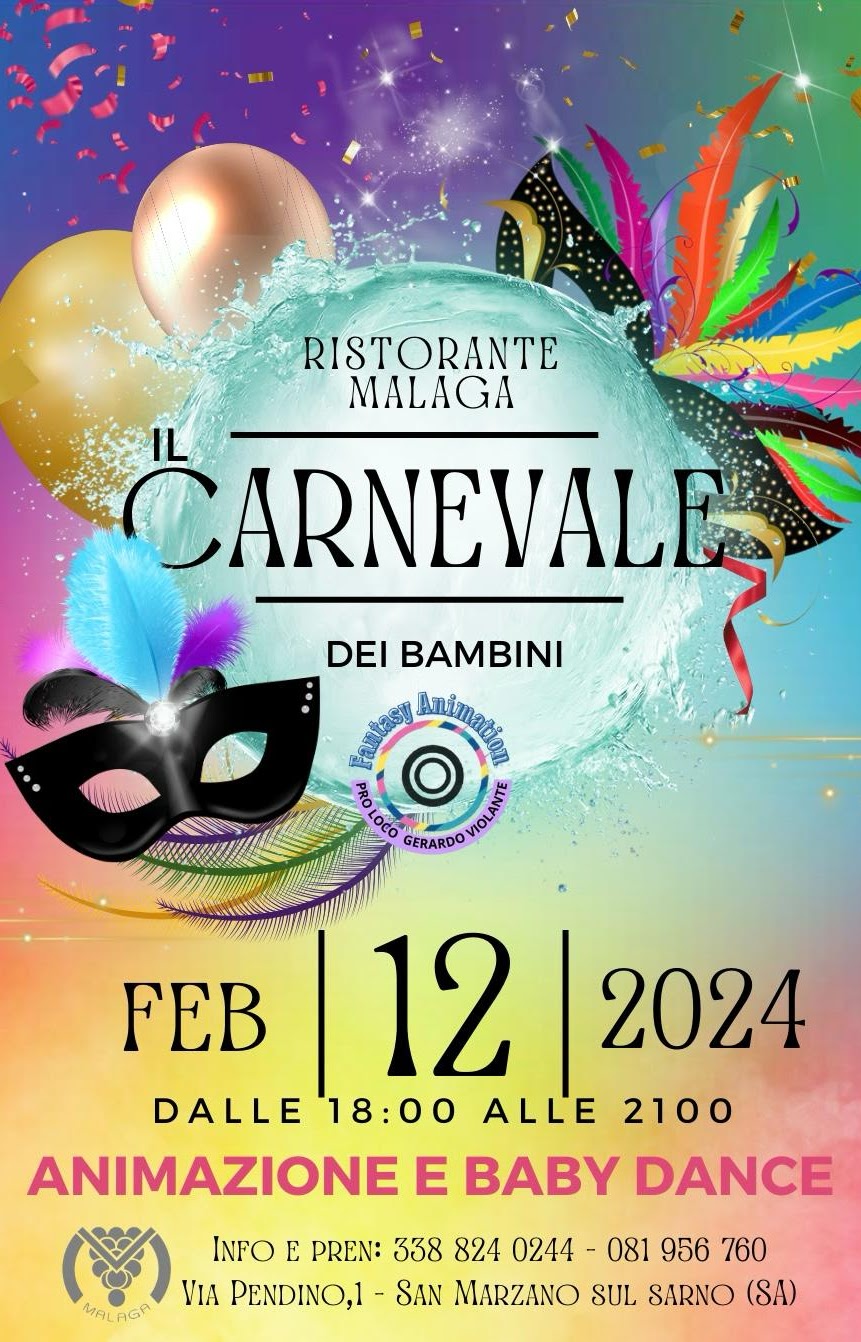 RISTORANTE
MALAGA
IL
CARNEVALE
DEI BAMBINI
Fantasy Animation
PRO LOCO GERARDO VIOLANTE
FEB | 12 | 2024
DALLE 18:00 ALLE 2100
ANIMAZIONE E BABY DANCE
INFO E PREN: 338 824 0244 - 081 956 760
VIA PENDINO,1 - SAN MARZANO SUL SARNO (SA)
MALAGA